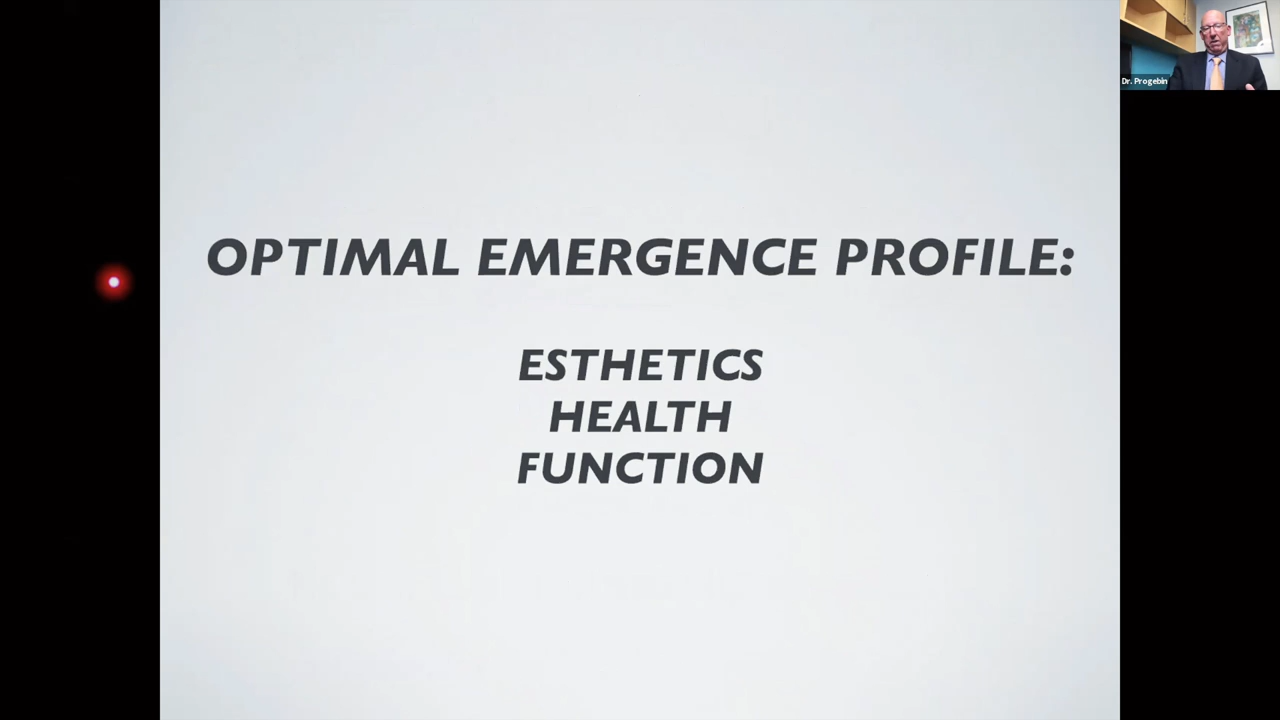 OPTIMAL EMERGENCE PROFILE:
ESTHETICS
HEALTH
FUNCTION
Dr. Progebin